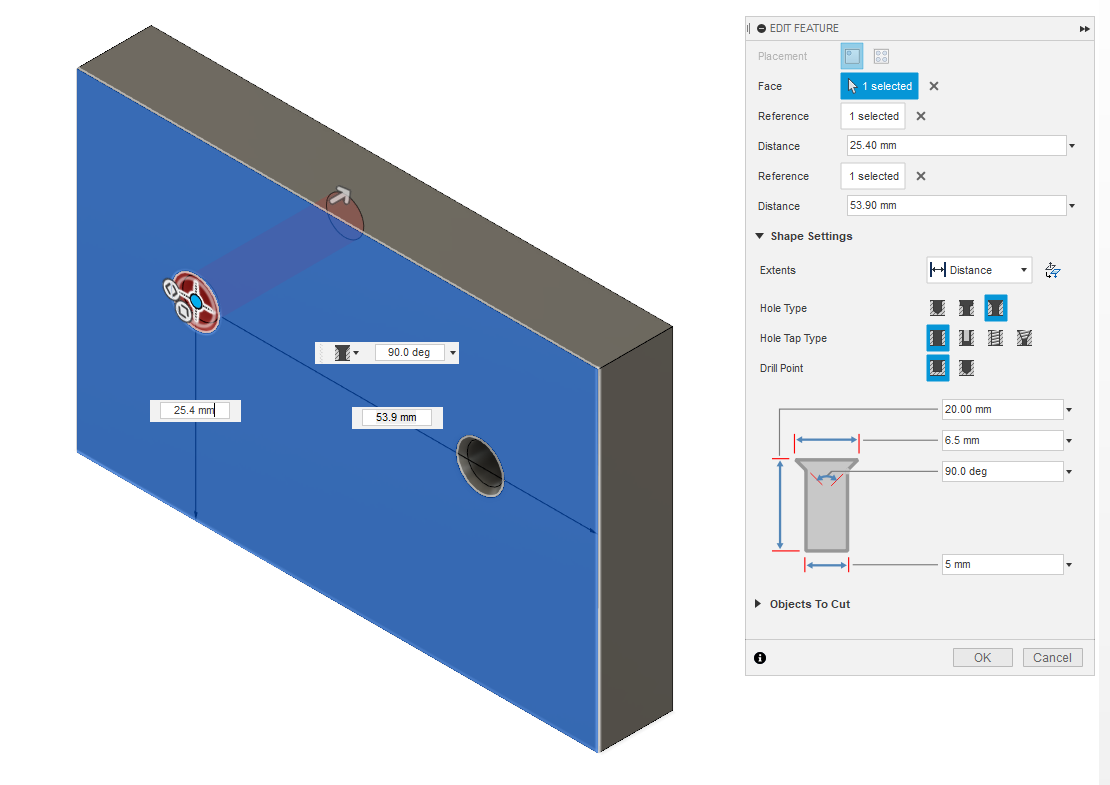 EDIT FEATURE
Placement
Face 1 selected
Reference 1 selected
Distance 25.40 mm
Reference 1 selected
Distance 53.90 mm
Shape Settings
Extents Distance
Hole Type
Hole Tap Type
Drill Point
20.00 mm
6.5 mm
90.0 deg
5 mm
Objects To Cut
OK Cancel
90.0 deg
25.4 mm
53.9 mm